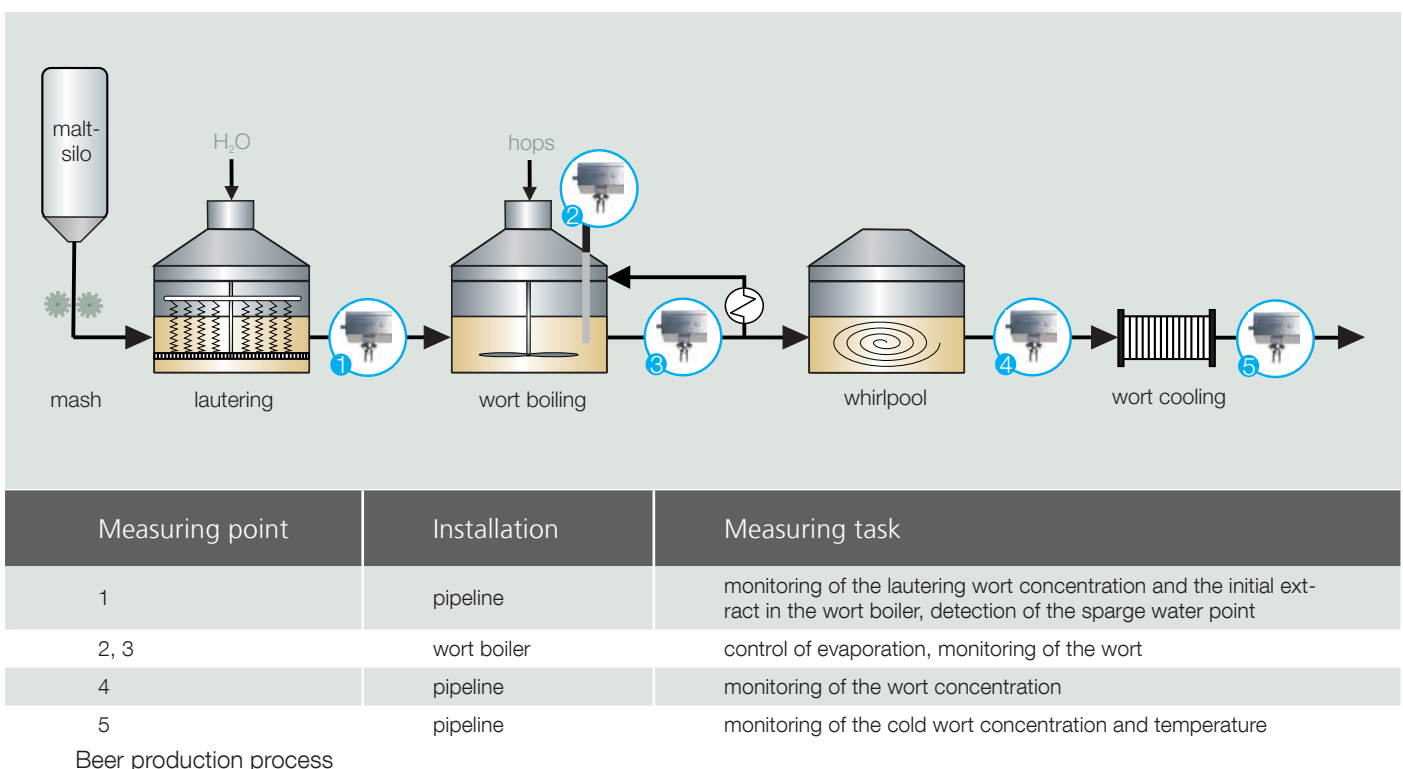 malt-
silo
H₂O
hops
2
1
3
4
5
mash
lautering
wort boiling
whirlpool
wort cooling
Measuring point Installation Measuring task
1 pipeline monitoring of the lautering wort concentration and the initial ext-
ract in the wort boiler, detection of the sparge water point
2, 3 wort boiler control of evaporation, monitoring of the wort
4 pipeline monitoring of the wort concentration
5 pipeline monitoring of the cold wort concentration and temperature
Beer production process